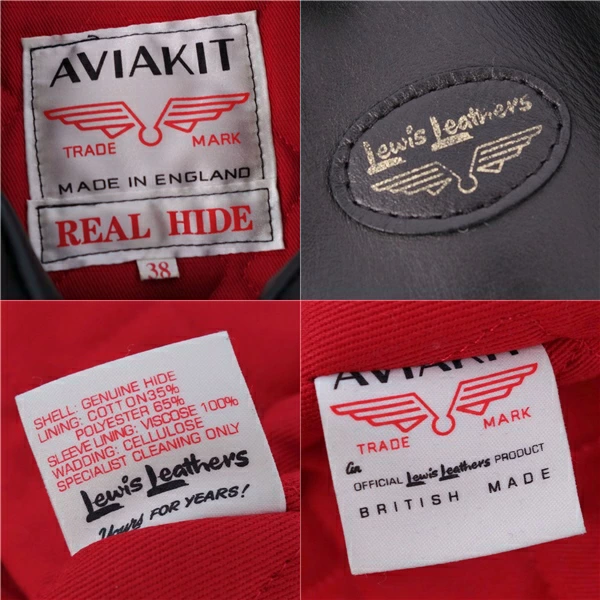 AVIAKIT
TRADE MARK
MADE IN ENGLAND
REAL HIDE
38
Lewis Leathers
SHELL: GENUINE HIDE
LINING: COTTON 35%
POLYESTER 65%
SLEEVE LINING: VISCOSE 100%
WADDING: CELLULOSE
SPECIALIST CLEANING ONLY
Lewis Leathers
Yours FOR YEARS!
AVIAKIT
TRADE MARK
an
OFFICIAL Lewis Leathers PRODUCT
BRITISH MADE